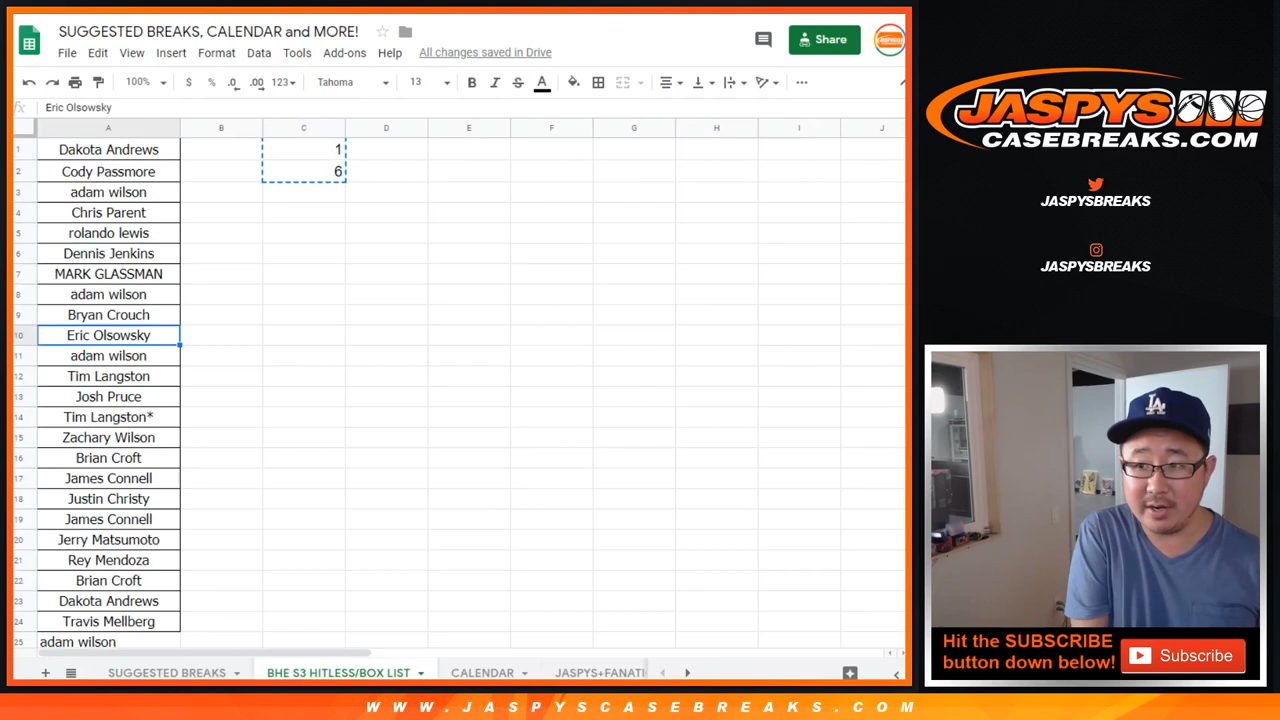 SUGGESTED BREAKS, CALENDAR and MORE!
File Edit View Insert Format Data Tools Add-ons Help All changes saved in Drive
Share
100% $ % .0 .00 123 Tahoma 13 B I S A
fx Eric Olsowsky
A B C D E F G H I J
1 Dakota Andrews 1
2 Cody Passmore 6
3 adam wilson
4 Chris Parent
5 rolando lewis
6 Dennis Jenkins
7 MARK GLASSMAN
8 adam wilson
9 Bryan Crouch
10 Eric Olsowsky
11 adam wilson
12 Tim Langston
13 Josh Pruce
14 Tim Langston*
15 Zachary Wilson
16 Brian Croft
17 James Connell
18 Justin Christy
19 James Connell
20 Jerry Matsumoto
21 Rey Mendoza
22 Brian Croft
23 Dakota Andrews
24 Travis Mellberg
25 adam wilson
SUGGESTED BREAKS BHE S3 HITLESS/BOX LIST CALENDAR JASPYS+FANATI
JASPYS
CASEBREAKS.COM
JASPYSBREAKS
JASPYSBREAKS
LA
Hit the SUBSCRIBE
button down below!
Subscribe
WWW.JASPYSCASEBREAKS.COM